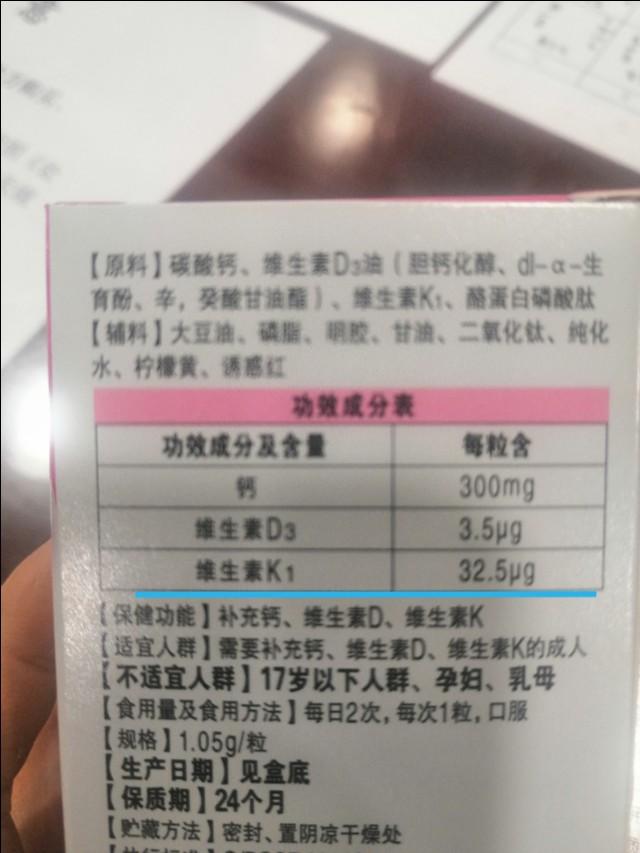 【原料】碳酸钙、维生素D3油(胆钙化醇、dl-α-生
育酚、辛,癸酸甘油酯)、维生素K1、酪蛋白磷酸肽
【辅料】大豆油、磷脂、明胶、甘油、二氧化钛、纯化
水、柠檬黄、诱惑红
功效成分表
功效成分及含量 每粒含
钙 300mg
维生素D3 3.5μg
维生素K1 32.5μg
【保健功能】补充钙、维生素D、维生素K
【适宜人群】需要补充钙、维生素D、维生素K的成人
【不适宜人群】17岁以下人群、孕妇、乳母
【食用量及食用方法】每日2次,每次1粒,口服
【规格】1.05g/粒
【生产日期】见盒底
【保质期】24个月
【贮藏方法】密封、置阴凉干燥处